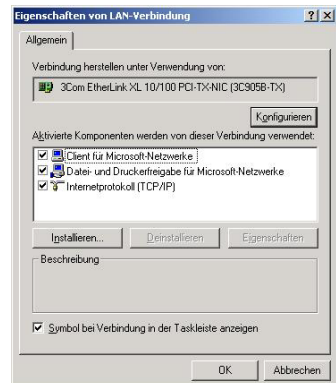 Eigenschaften von LAN-Verbindung
Allgemein
Verbindung herstellen unter Verwendung von:
3Com EtherLink XL 10/100 PCI-TX-NIC (3C905B-TX)
Konfigurieren
Aktivierte Komponenten werden von dieser Verbindung verwendet:
Client für Microsoft-Netzwerke
Datei- und Druckerfreigabe für Microsoft-Netzwerke
Internetprotokoll (TCP/IP)
Installieren... Deinstallieren Eigenschaften
Beschreibung
Symbol bei Verbindung in der Taskleiste anzeigen
OK Abbrechen